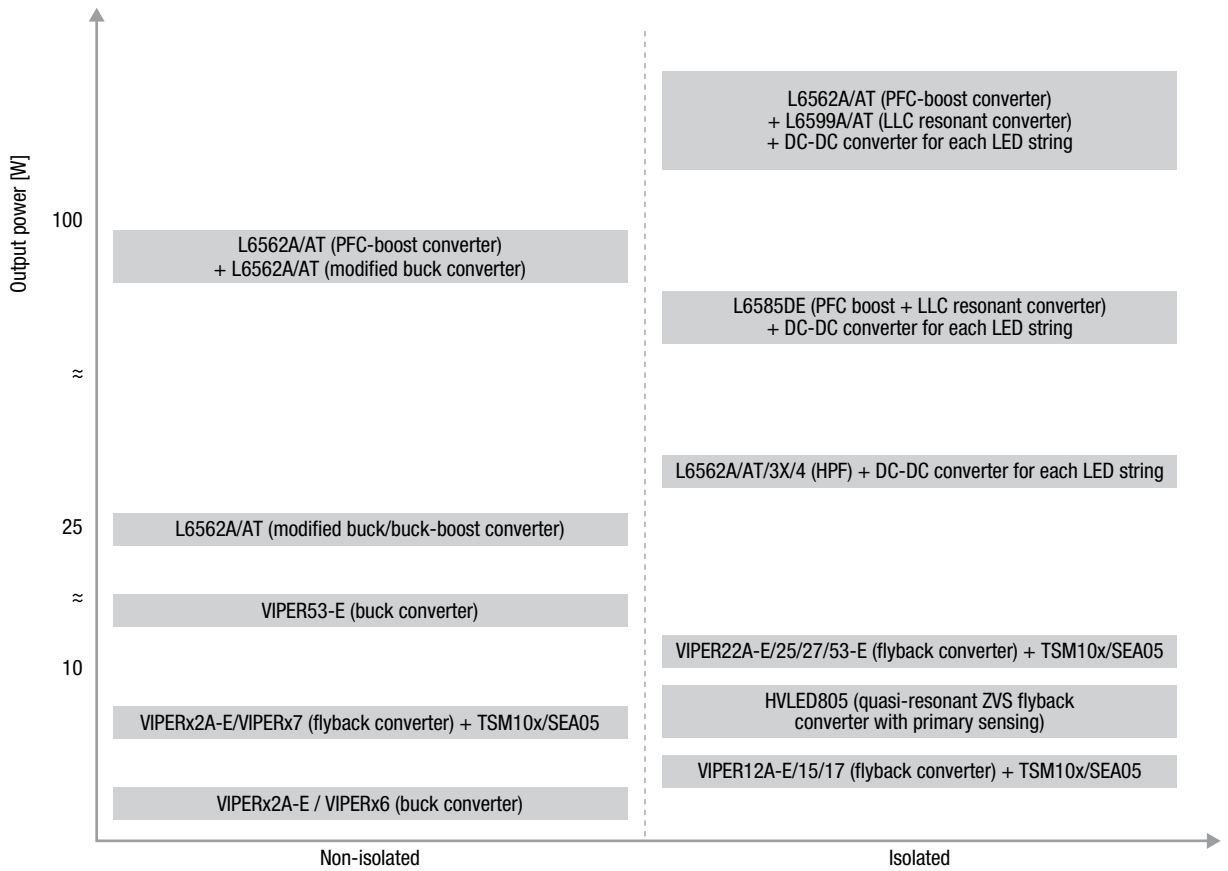 Output power [W]
100
≈
25
≈
10
L6562A/AT (PFC-boost converter)
+ L6562A/AT (modified buck converter)
L6562A/AT (modified buck/buck-boost converter)
VIPER53-E (buck converter)
VIPERx2A-E/VIPERx7 (flyback converter) + TSM10x/SEA05
VIPERx2A-E / VIPERx6 (buck converter)
L6562A/AT (PFC-boost converter)
+ L6599A/AT (LLC resonant converter)
+ DC-DC converter for each LED string
L6585DE (PFC boost + LLC resonant converter)
+ DC-DC converter for each LED string
L6562A/AT/3X/4 (HPF) + DC-DC converter for each LED string
VIPER22A-E/25/27/53-E (flyback converter) + TSM10x/SEA05
HVLED805 (quasi-resonant ZVS flyback
converter with primary sensing)
VIPER12A-E/15/17 (flyback converter) + TSM10x/SEA05
Non-isolated
Isolated